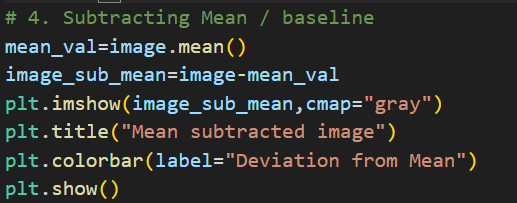 # 4. Subtracting Mean / baseline
mean_val=image.mean()
image_sub_mean=image-mean_val
plt.imshow(image_sub_mean,cmap="gray")
plt.title("Mean subtracted image")
plt.colorbar(label="Deviation from Mean")
plt.show()